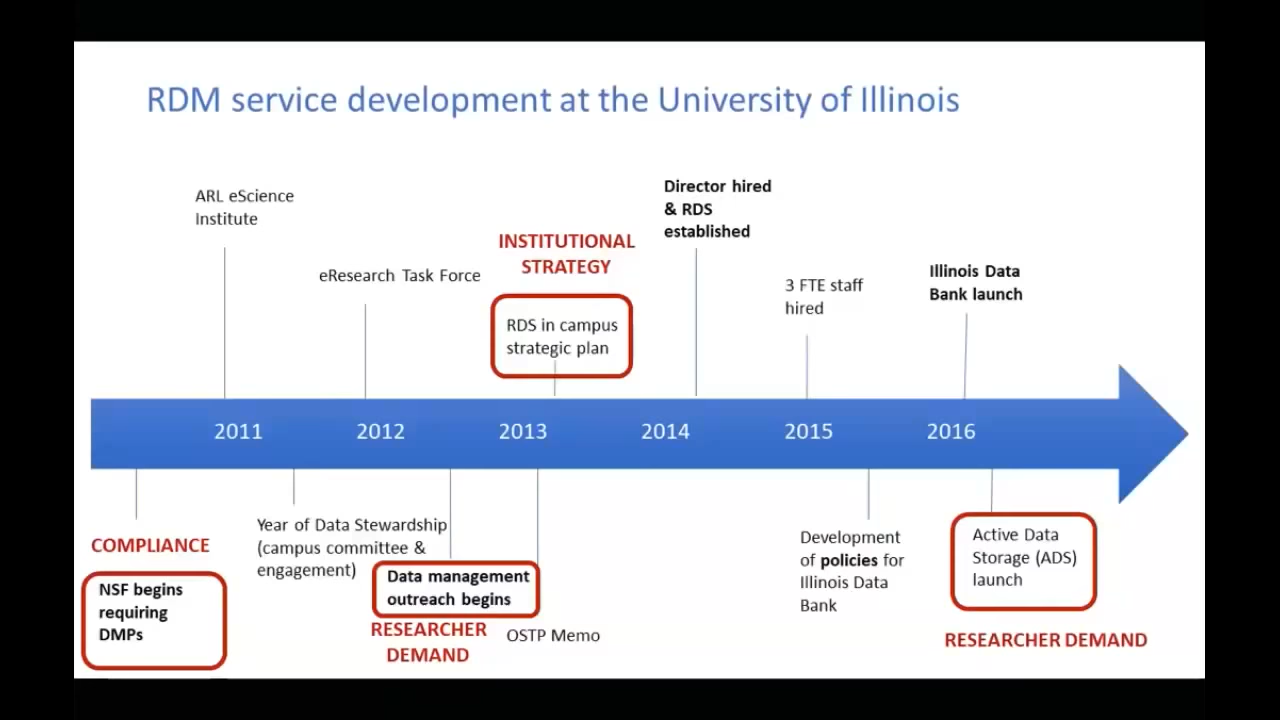 RDM service development at the University of Illinois
ARL eScience
Institute
eResearch Task Force
INSTITUTIONAL
STRATEGY
RDS in campus
strategic plan
Director hired
& RDS
established
3 FTE staff
hired
Illinois Data
Bank launch
2011
2012
2013
2014
2015
2016
COMPLIANCE
NSF begins
requiring
DMPs
Year of Data Stewardship
(campus committee &
engagement)
Data management
outreach begins
RESEARCHER
DEMAND
OSTP Memo
Development
of policies for
Illinois Data
Bank
Active Data
Storage (ADS)
launch
RESEARCHER DEMAND